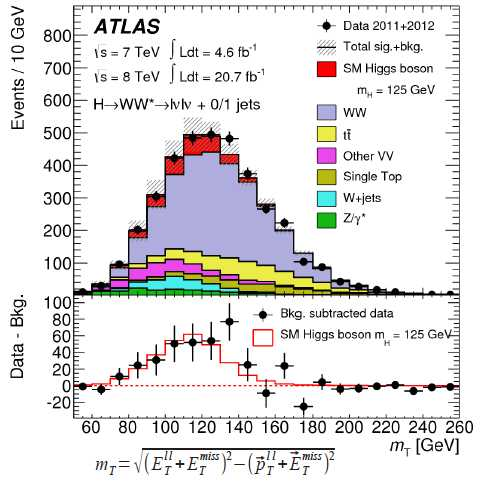 ATLAS
√s = 7 TeV ∫ Ldt = 4.6 fb⁻¹
√s = 8 TeV ∫ Ldt = 20.7 fb⁻¹
H→WW*→lνlν + 0/1 jets
Data 2011+2012
Total sig.+bkg.
SM Higgs boson
m_H = 125 GeV
WW
tt̄
Other VV
Single Top
W+jets
Z/γ*
Events / 10 GeV
800
700
600
500
400
300
200
100
Data - Bkg.
100
80
60
40
20
0
-20
Bkg. subtracted data
SM Higgs boson m_H = 125 GeV
60 80 100 120 140 160 180 200 220 240 260
m_T [GeV]
m_T=√(E_T^ll+E_T^miss)²−(p⃗_T^ll+E⃗_T^miss)²